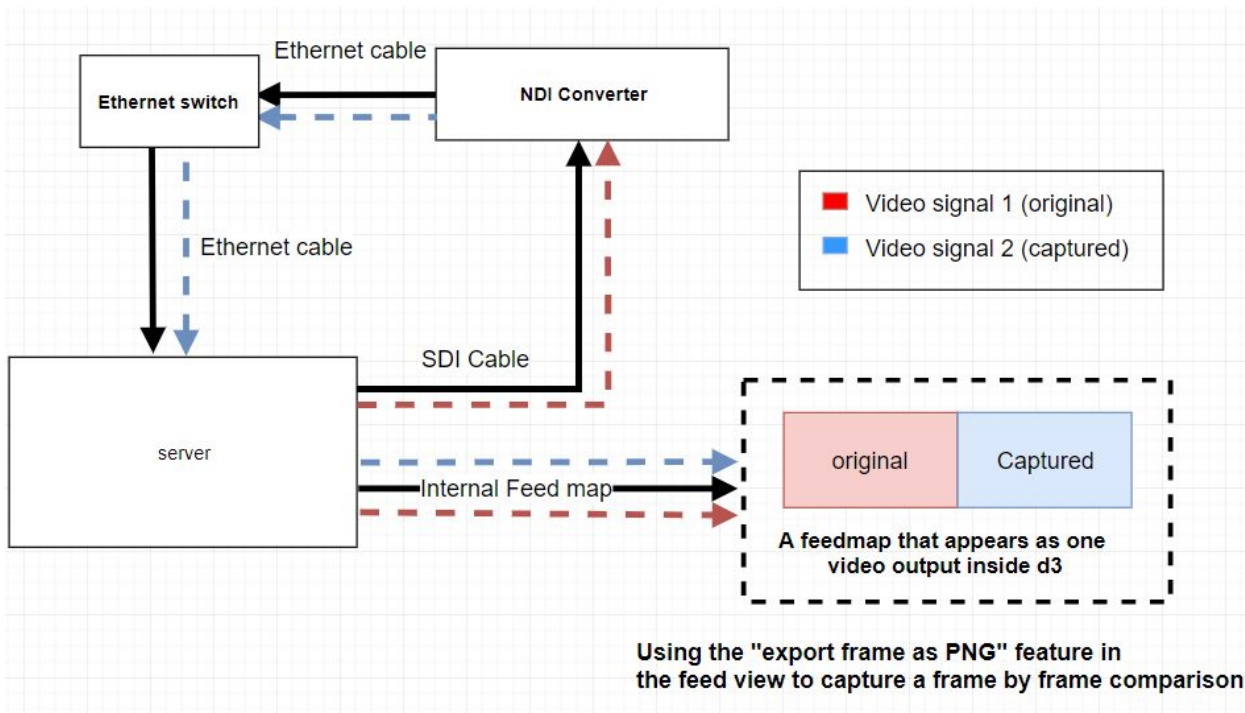 Ethernet cable
Ethernet switch
NDI Converter
Video signal 1 (original)
Video signal 2 (captured)
Ethernet cable
SDI Cable
server
Internal Feed map
original
Captured
A feedmap that appears as one
video output inside d3
Using the "export frame as PNG" feature in
the feed view to capture a frame by frame comparison